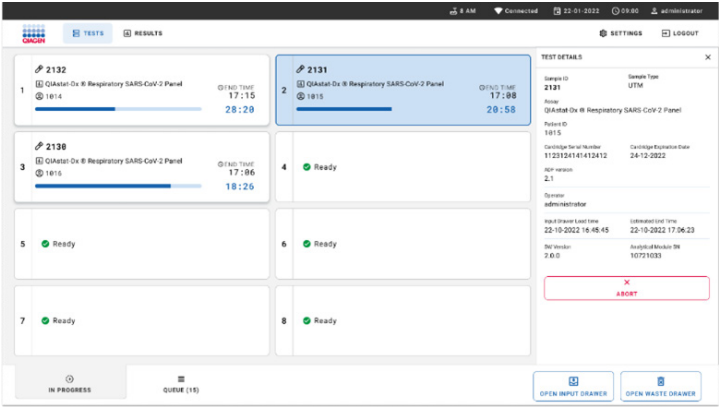 8 AM Connected 22-01-2022 09:00 administrator
QIAGEN TESTS RESULTS SETTINGS LOGOUT
1
2132
QIAstat-Dx ® Respiratory SARS-CoV-2 Panel
1014
END TIME
17:15
28:20
2
2131
QIAstat-Dx ® Respiratory SARS-CoV-2 Panel
1015
END TIME
17:08
20:58
3
2130
QIAstat-Dx ® Respiratory SARS-CoV-2 Panel
1016
END TIME
17:06
18:26
4 Ready
5 Ready
6 Ready
7 Ready
8 Ready
TEST DETAILS
Sample ID Sample Type
2131 UTM
Assay
QIAstat-Dx ® Respiratory SARS-CoV-2 Panel
Patient ID
1015
Cartridge Serial Number Cartridge Expiration Date
1123124141412412 24-12-2022
ADF version
2.1
Operator
administrator
Input Drawer Load time Estimated End Time
22-10-2022 16:45:45 22-10-2022 17:06:23
SW Version Analytical Module SN
2.0.0 10721033
ABORT
IN PROGRESS QUEUE (15) OPEN INPUT DRAWER OPEN WASTE DRAWER